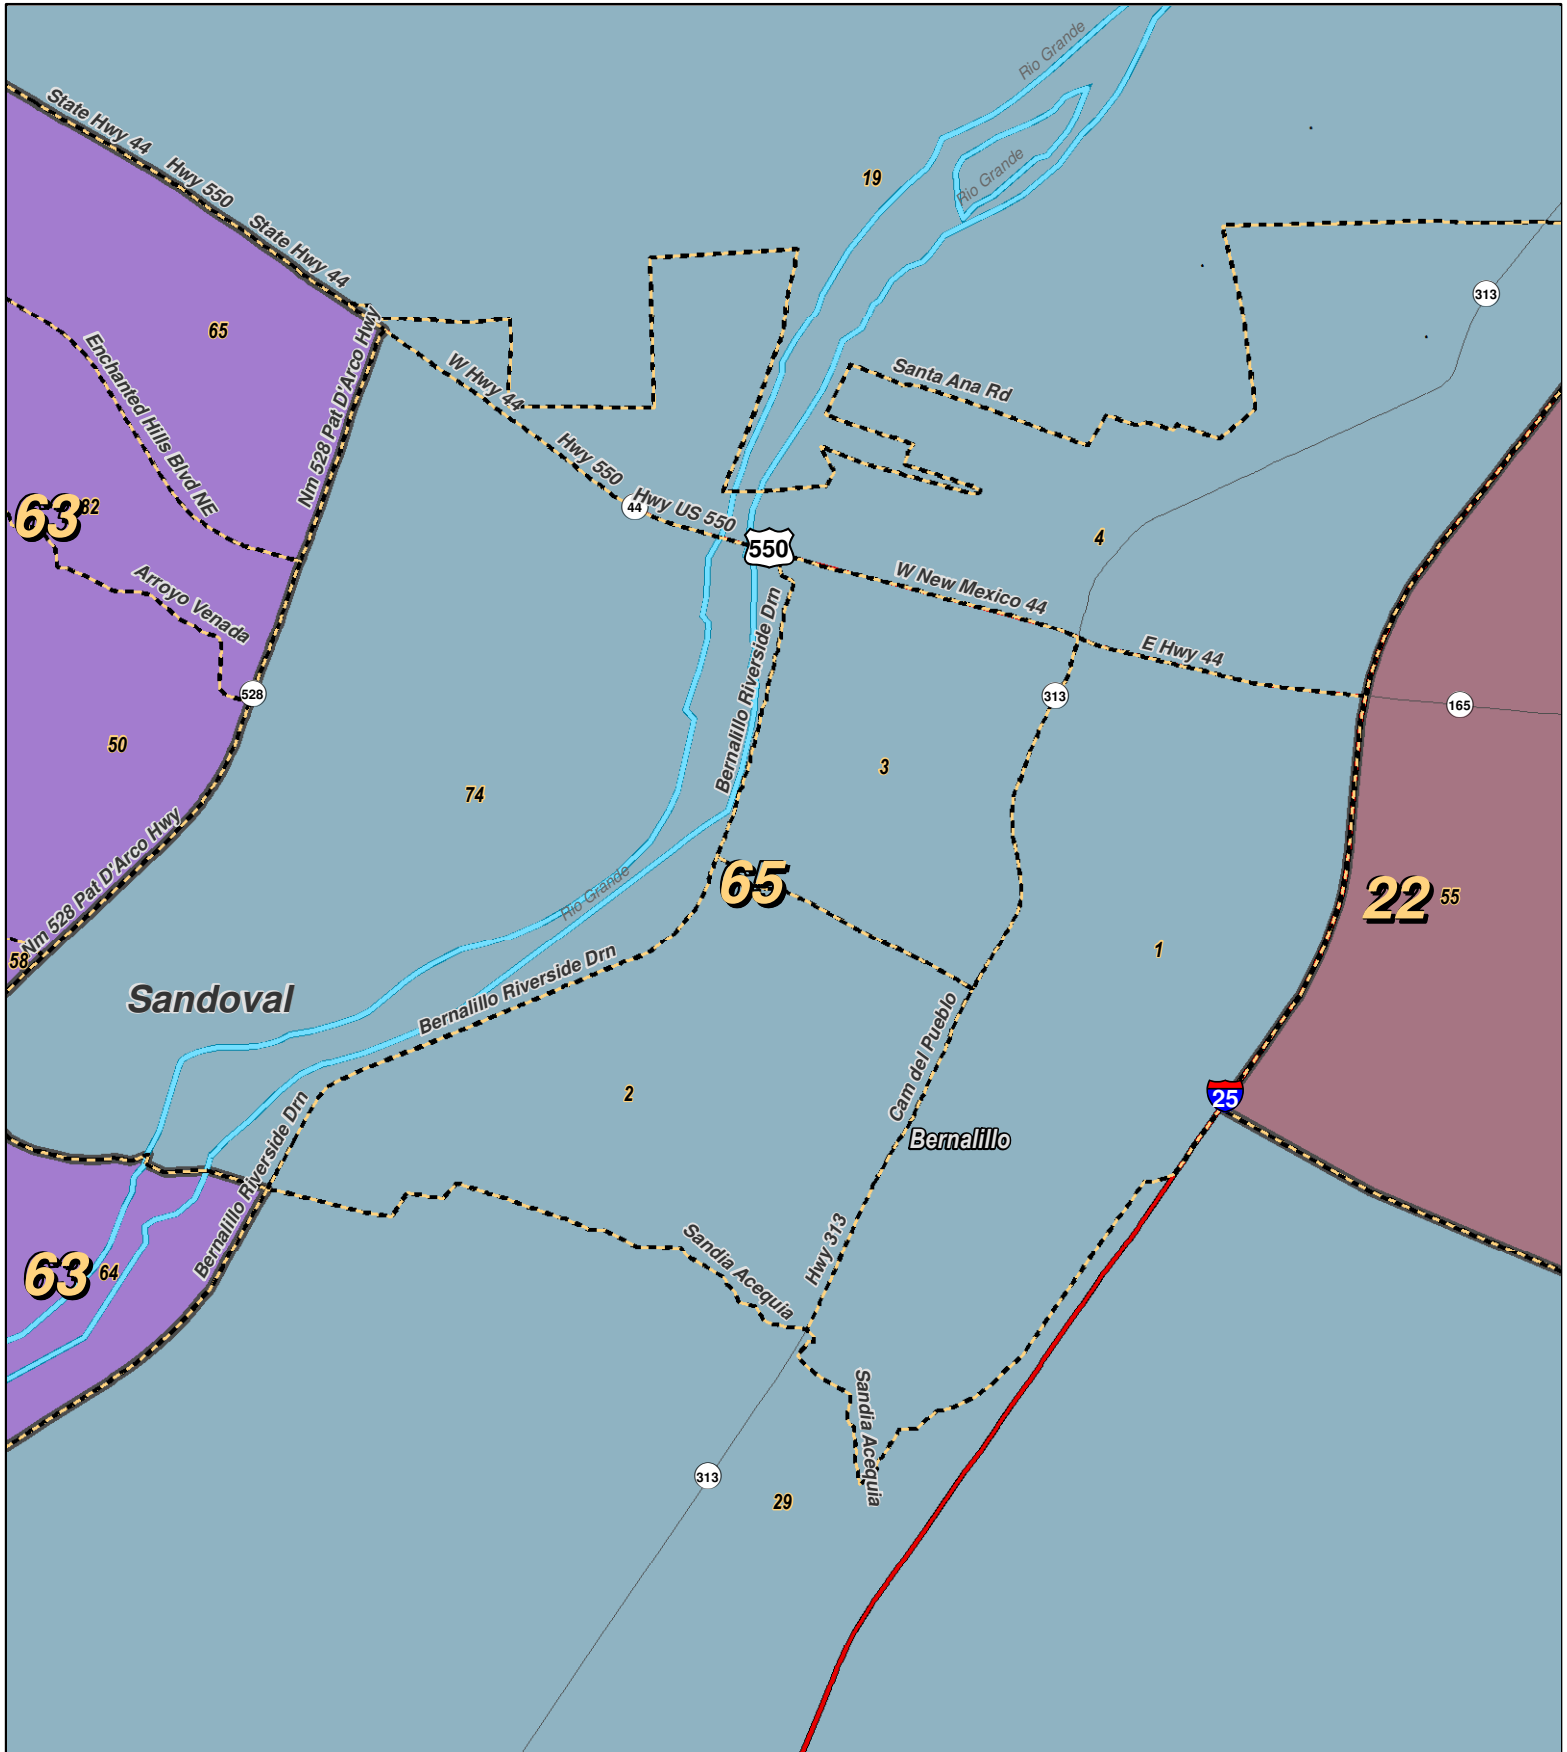 Rio Grande
State Hwy 44
Hwy 550
State Hwy 44
Rio Grande
19
313
65
Enchanted Hills Blvd NE
Nm 528 Pat D'Arco Hwy
W Hwy 44
Santa Ana Rd
Hwy 550
63
82
44
Hwy US 550
550
4
Arroyo Venada
W New Mexico 44
E Hwy 44
528
Bernalillo Riverside Drn
313
165
50
74
3
Nm 528 Pat D'Arco Hwy
65
22
55
Rio Grande
58
1
Sandoval
Bernalillo Riverside Drn
Cam del Pueblo
2
25
Bernalillo
Bernalillo Riverside Drn
63
64
Sandia Acequia
Hwy 313
Sandia Acequia
313
29